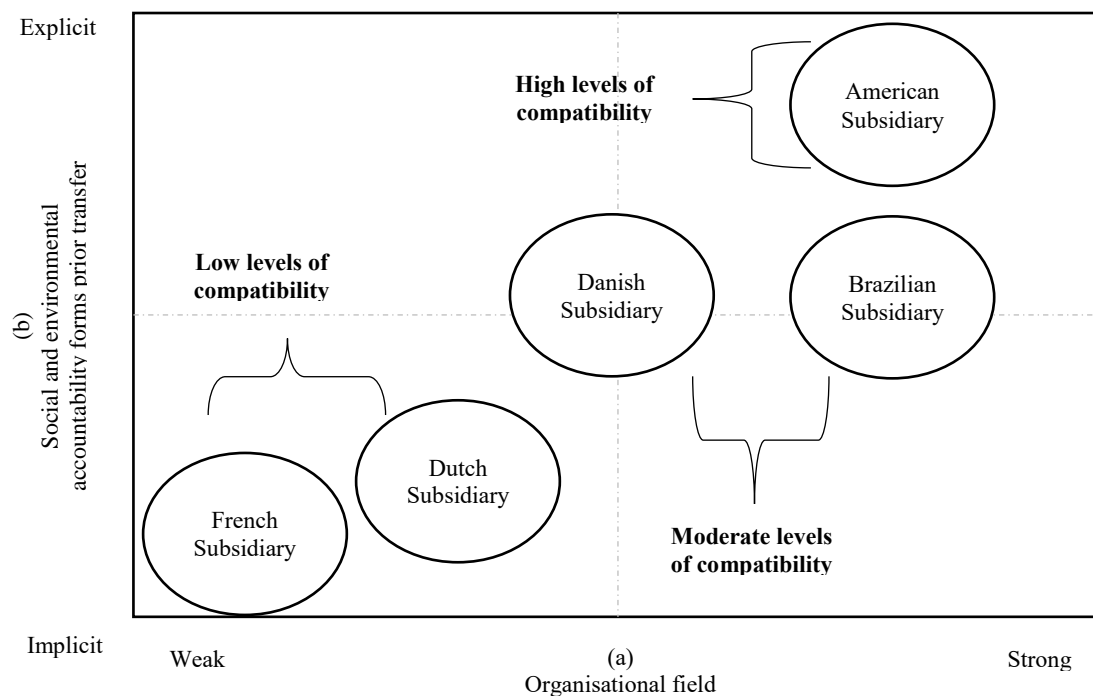 Explicit
High levels of
compatibility
American
Subsidiary
Low levels of
compatibility
Danish
Subsidiary
Brazilian
Subsidiary
(b)
Social and environmental
accountability forms prior transfer
Dutch
Subsidiary
French
Subsidiary
Moderate levels
of compatibility
Implicit
Weak
(a)
Strong
Organisational field